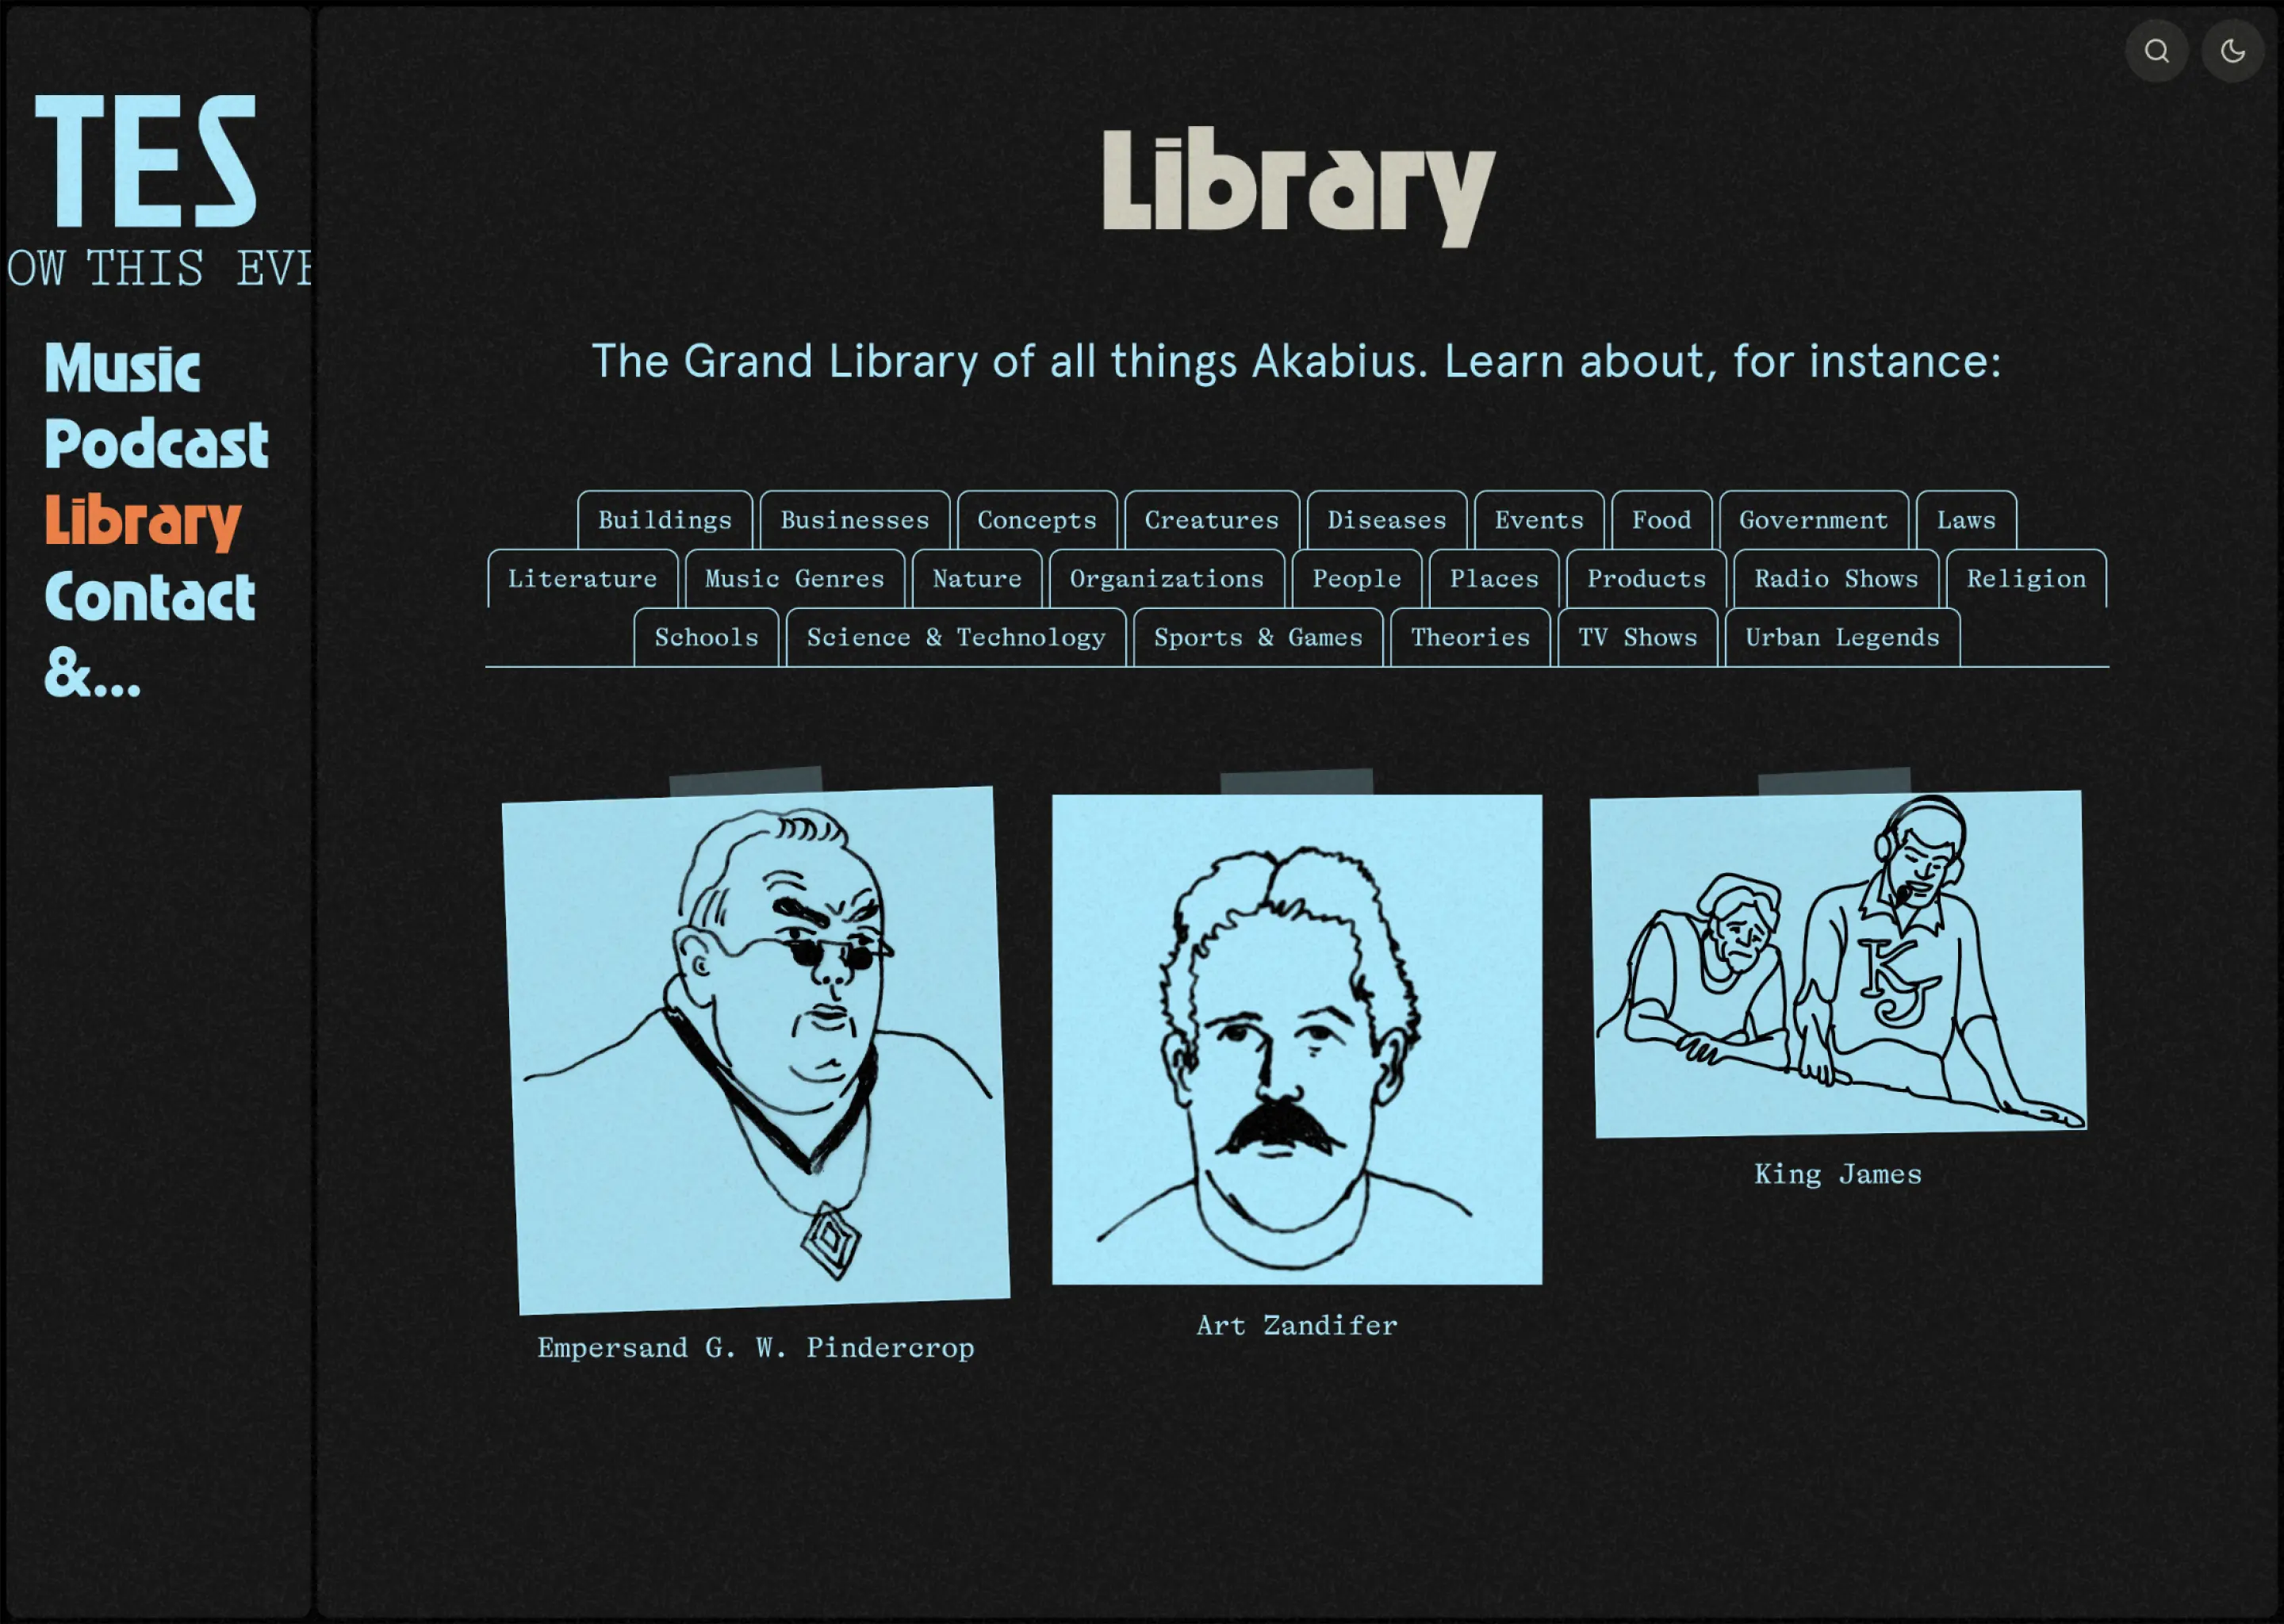 TES
OW THIS EVE
Music
Podcast
Library
Contact
&...
Library
The Grand Library of all things Akabius. Learn about, for instance:
Buildings Businesses Concepts Creatures Diseases Events Food Government Laws
Literature Music Genres Nature Organizations People Places Products Radio Shows Religion
Schools Science & Technology Sports & Games Theories TV Shows Urban Legends
KJ
Empersand G. W. Pindercrop
Art Zandifer
King James